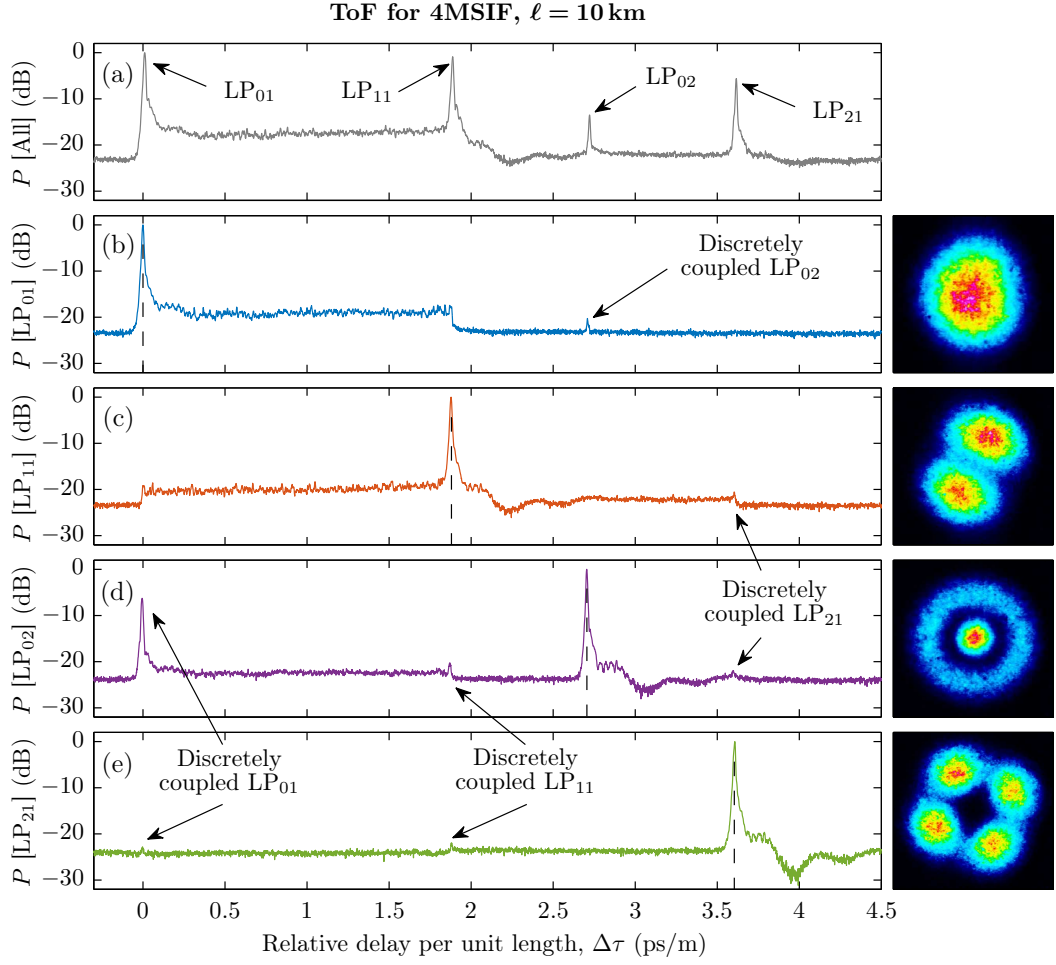 ToF for 4MSIF, ℓ = 10 km
P [All] (dB)
0
−10
−20
−30
(a)
LP₀₁
LP₁₁
LP₀₂
LP₂₁
P [LP₀₁] (dB)
0
−10
−20
−30
(b)
Discretely
coupled LP₀₂
P [LP₁₁] (dB)
0
−10
−20
−30
(c)
P [LP₀₂] (dB)
0
−10
−20
−30
(d)
Discretely
coupled LP₂₁
P [LP₂₁] (dB)
0
−10
−20
−30
(e)
Discretely
coupled LP₀₁
Discretely
coupled LP₁₁
0 0.5 1 1.5 2 2.5 3 3.5 4 4.5
Relative delay per unit length, Δτ (ps/m)